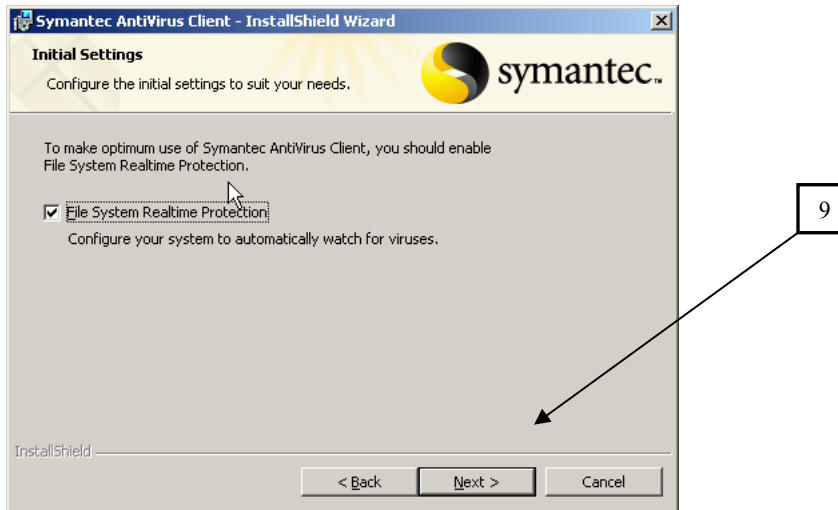 Symantec AntiVirus Client - InstallShield Wizard
Initial Settings
Configure the initial settings to suit your needs.
symantec™
To make optimum use of Symantec AntiVirus Client, you should enable
File System Realtime Protection.
File System Realtime Protection
Configure your system to automatically watch for viruses.
9
InstallShield
< Back
Next >
Cancel